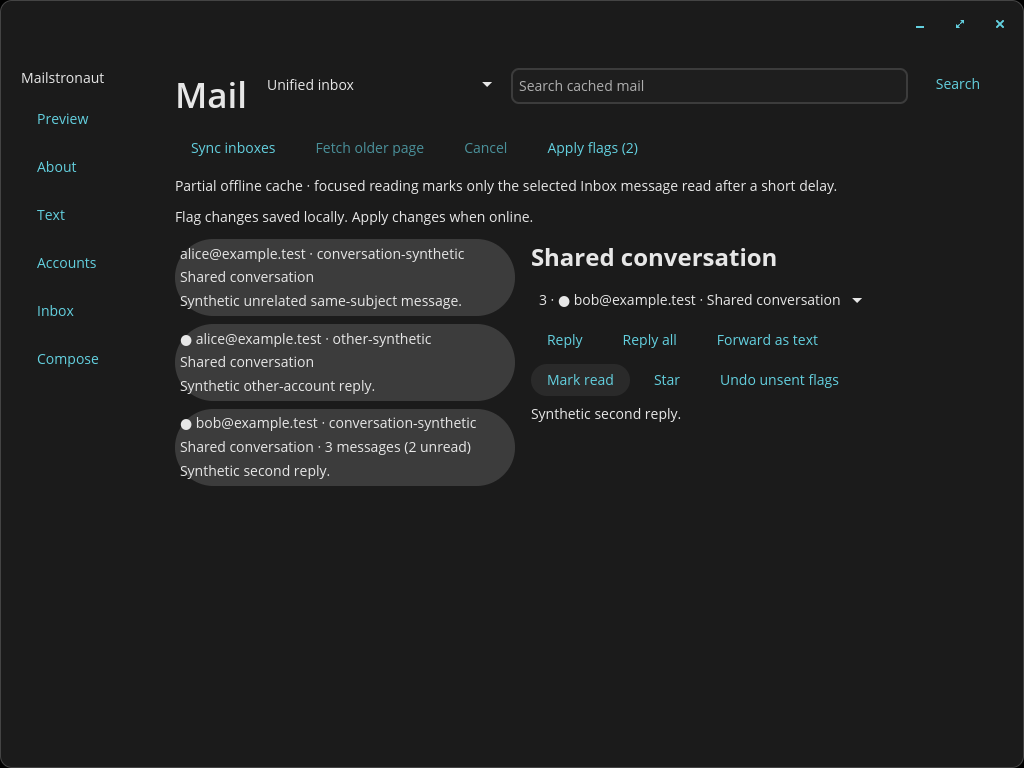 Mailstronaut
Preview
About
Text
Accounts
Inbox
Compose
Mail
Unified inbox
Search cached mail
Search
Sync inboxes
Fetch older page
Cancel
Apply flags (2)
Partial offline cache · focused reading marks only the selected Inbox message read after a short delay.
Flag changes saved locally. Apply changes when online.
alice@example.test · conversation-synthetic
Shared conversation
Synthetic unrelated same-subject message.
● alice@example.test · other-synthetic
Shared conversation
Synthetic other-account reply.
● bob@example.test · conversation-synthetic
Shared conversation · 3 messages (2 unread)
Synthetic second reply.
Shared conversation
3 · ● bob@example.test · Shared conversation
Reply
Reply all
Forward as text
Mark read
Star
Undo unsent flags
Synthetic second reply.